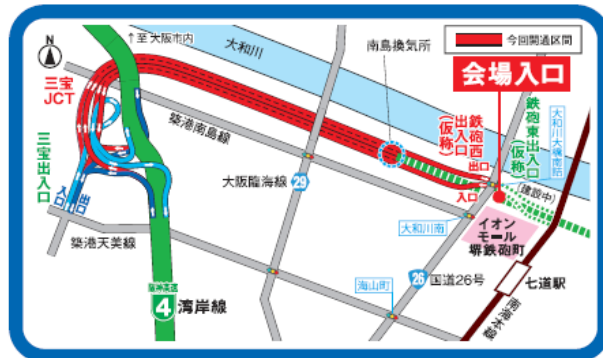 N
↑至 大阪市内
大和川
南島換気所
今回開通区間
会場入口
三宝
JCT
三宝出入口
入口
出口
築港南島線
大阪臨海線
29
築港天美線
阪神高速
4
湾岸線
鉄砲西
出入口
(仮称)
出口
入口
鉄砲東出入口
(仮称)
(建設中)
大和川南
イオン
モール
堺鉄砲町
海山町
26
国道26号
七道駅
南海本線